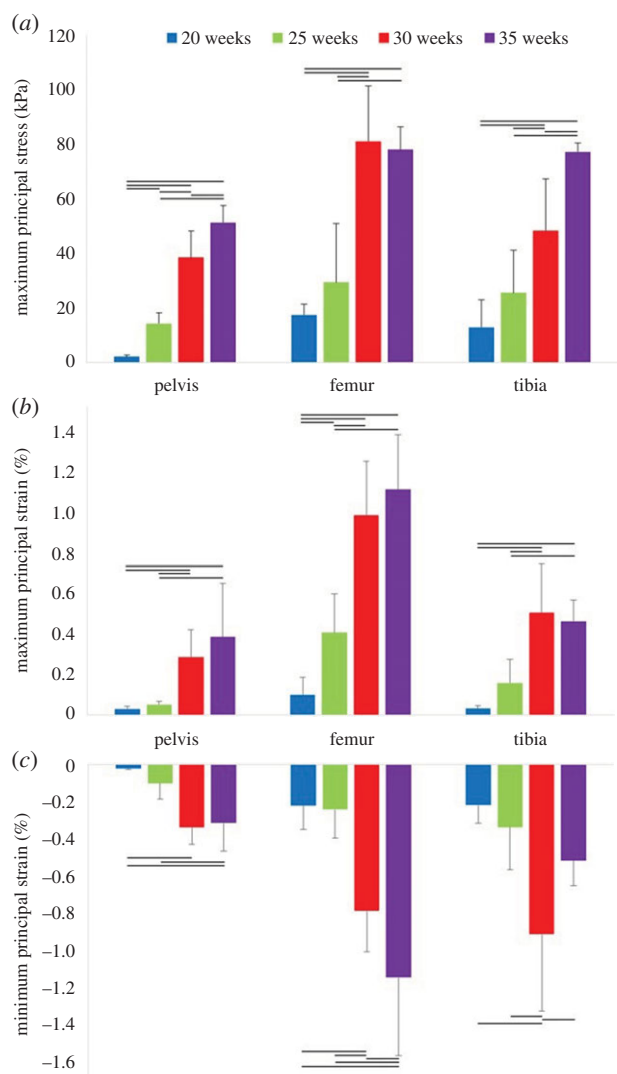 (a)
120
20 weeks 25 weeks 30 weeks 35 weeks
100
80
60
40
20
0
maximum principal stress (kPa)
pelvis femur tibia
(b)
1.4
1.2
1.0
0.8
0.6
0.4
0.2
0
maximum principal strain (%)
pelvis femur tibia
(c)
0
–0.2
–0.4
–0.6
–0.8
–1.0
–1.2
–1.4
–1.6
minimum principal strain (%)